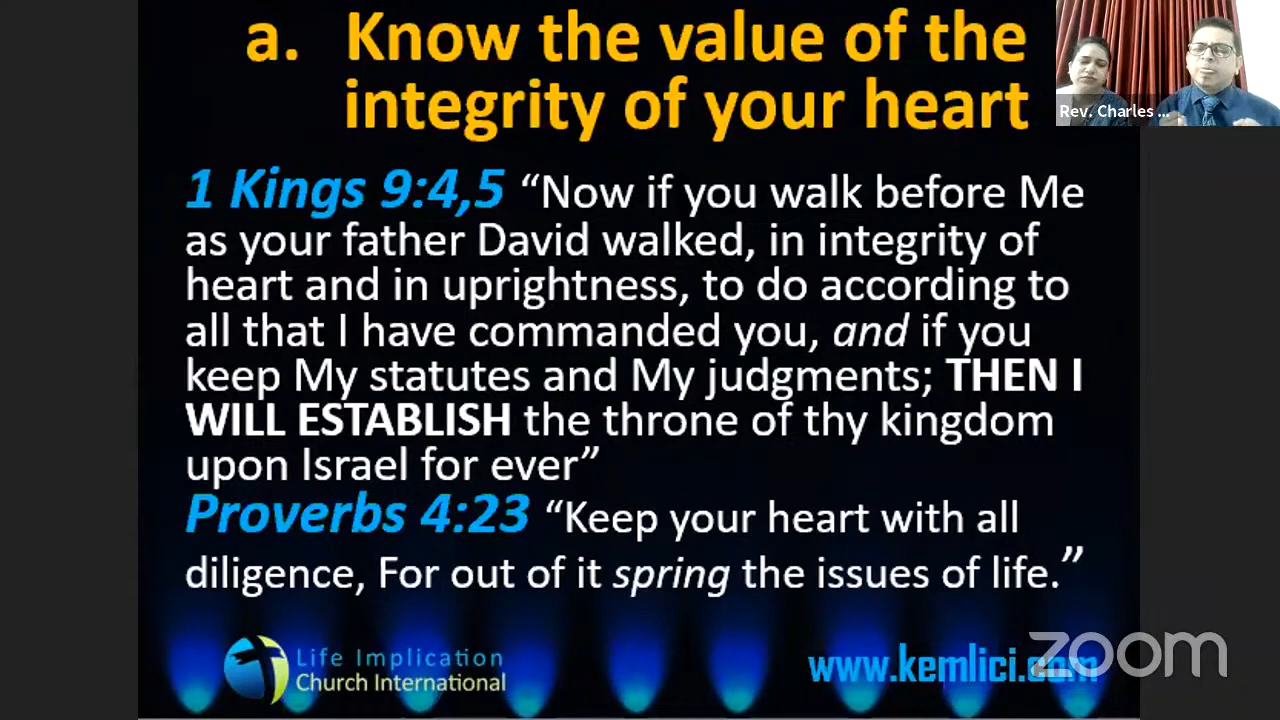 a. Know the value of the
integrity of your heart
Rev. Charles ...
1 Kings 9:4,5 “Now if you walk before Me
as your father David walked, in integrity of
heart and in uprightness, to do according to
all that I have commanded you, and if you
keep My statutes and My judgments; THEN I
WILL ESTABLISH the throne of thy kingdom
upon Israel for ever”
Proverbs 4:23 “Keep your heart with all
diligence, For out of it spring the issues of life.”
Life Implication
Church International
www.kemlici.com
zoom